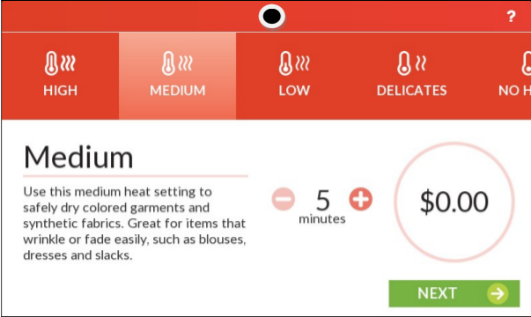 ?
HIGH
MEDIUM
LOW
DELICATES
NO H
Medium
Use this medium heat setting to
safely dry colored garments and
synthetic fabrics. Great for items that
wrinkle or fade easily, such as blouses,
dresses and slacks.
5
minutes
$0.00
NEXT